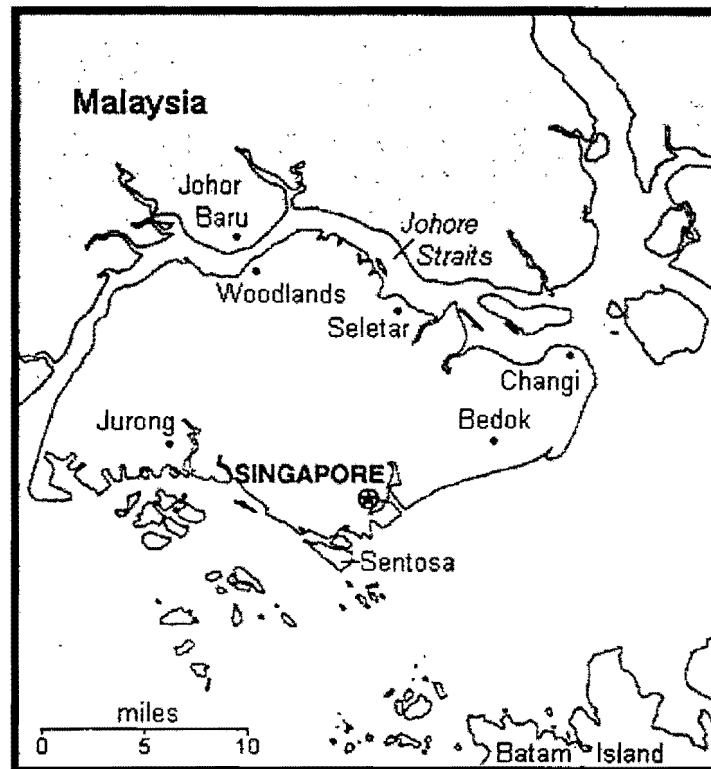 Malaysia
Johor
Baru
Johore
Straits
Woodlands
Seletar
Changi
Jurong
Bedok
SINGAPORE
Sentosa
miles
0 5 10
Batam Island